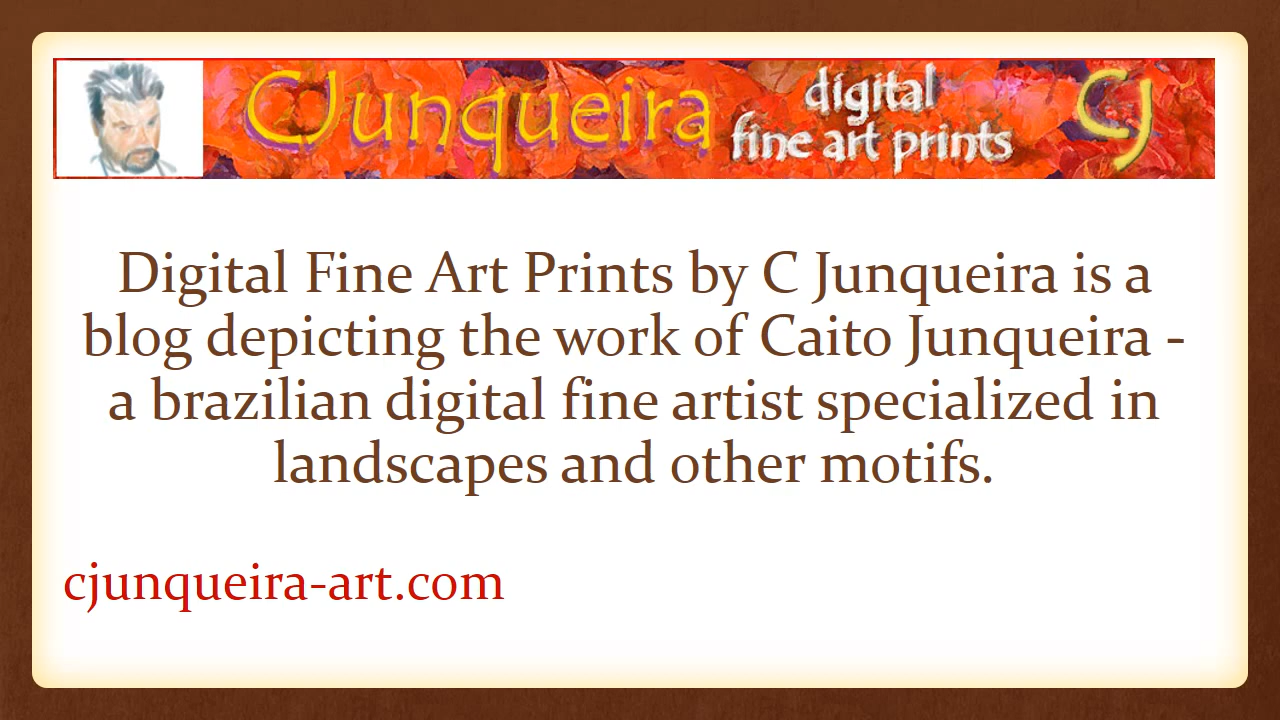 CJunqueira
digital
fine art prints
CJ
Digital Fine Art Prints by C Junqueira is a
blog depicting the work of Caito Junqueira -
a brazilian digital fine artist specialized in
landscapes and other motifs.
cjunqueira-art.com